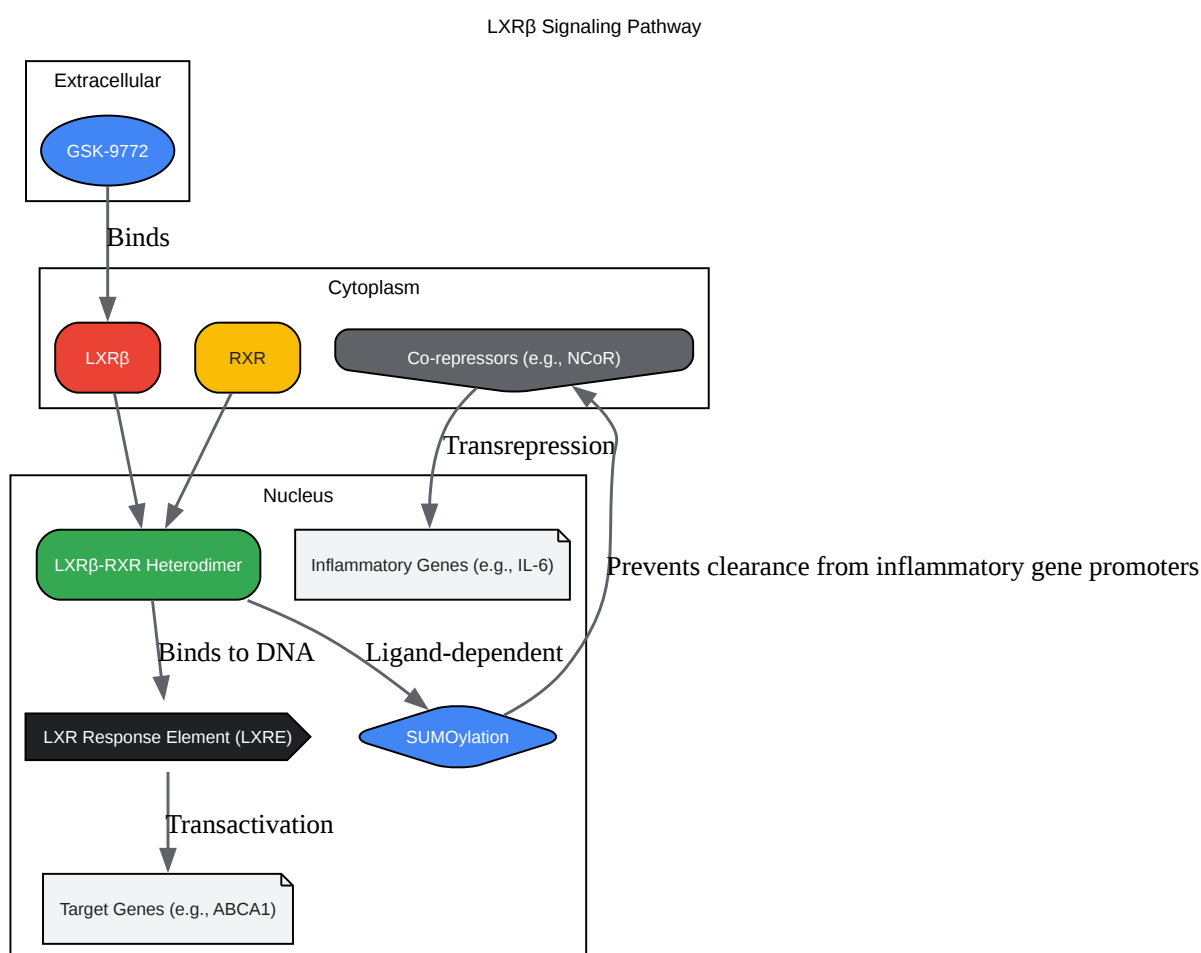 LXRβ Signaling Pathway
Extracellular
GSK-9772
Binds
Cytoplasm
LXRβ
RXR
Co-repressors (e.g., NCoR)
Transrepression
Nucleus
LXRβ-RXR Heterodimer
Inflammatory Genes (e.g., IL-6)
Prevents clearance from inflammatory gene promoters
Binds to DNA
Ligand-dependent
LXR Response Element (LXRE)
SUMOylation
Transactivation
Target Genes (e.g., ABCA1)